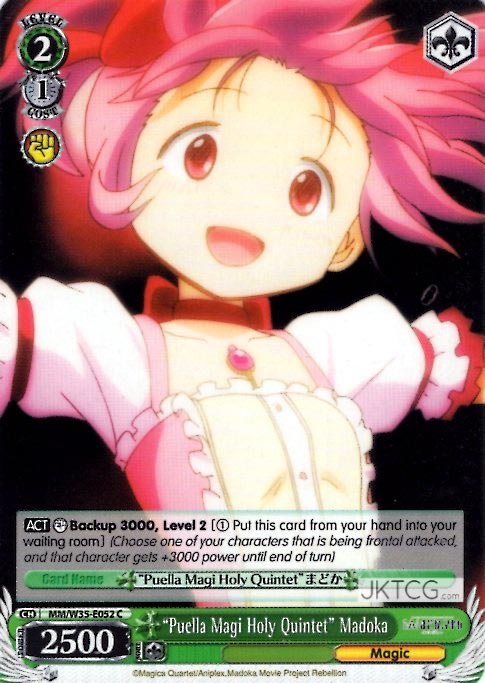 LEVEL
2
1
COST
ACT Backup 3000, Level 2 [① Put this card from your hand into your
waiting room] (Choose one of your characters that is being frontal attacked,
and that character gets +3000 power until end of turn)
Card Name "Puella Magi Holy Quintet"まどか
JKTCG.com
CH MM/W35-E052 C
POWER 2500
"Puella Magi Holy Quintet" Madoka
Magic
©Magica Quartet/Aniplex,Madoka Movie Project Rebellion